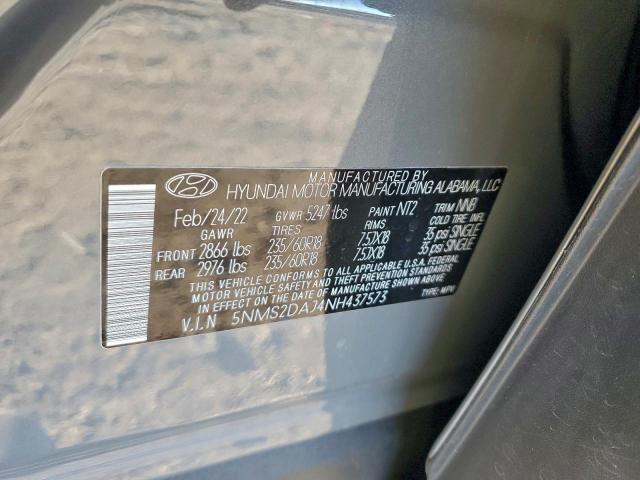 MANUFACTURED BY
HYUNDAI MOTOR MANUFACTURING ALABAMA, LLC
Feb/24/22 GVWR 5247 lbs PAINT NT2 TRIM NNB
GAWR TIRES RIMS COLD TIRE INFL.
FRONT 2866 lbs 235/60R18 7.5JX18 35 psi SINGLE
REAR 2976 lbs 235/60R18 7.5JX18 35 psi SINGLE
THIS VEHICLE CONFORMS TO ALL APPLICABLE U.S.A. FEDERAL
MOTOR VEHICLE SAFETY AND THEFT PREVENTION STANDARDS
IN EFFECT ON THE DATE OF MANUFACTURE SHOWN ABOVE.
V.I.N 5NMS2DAJ4NH437573 TYPE: MPV